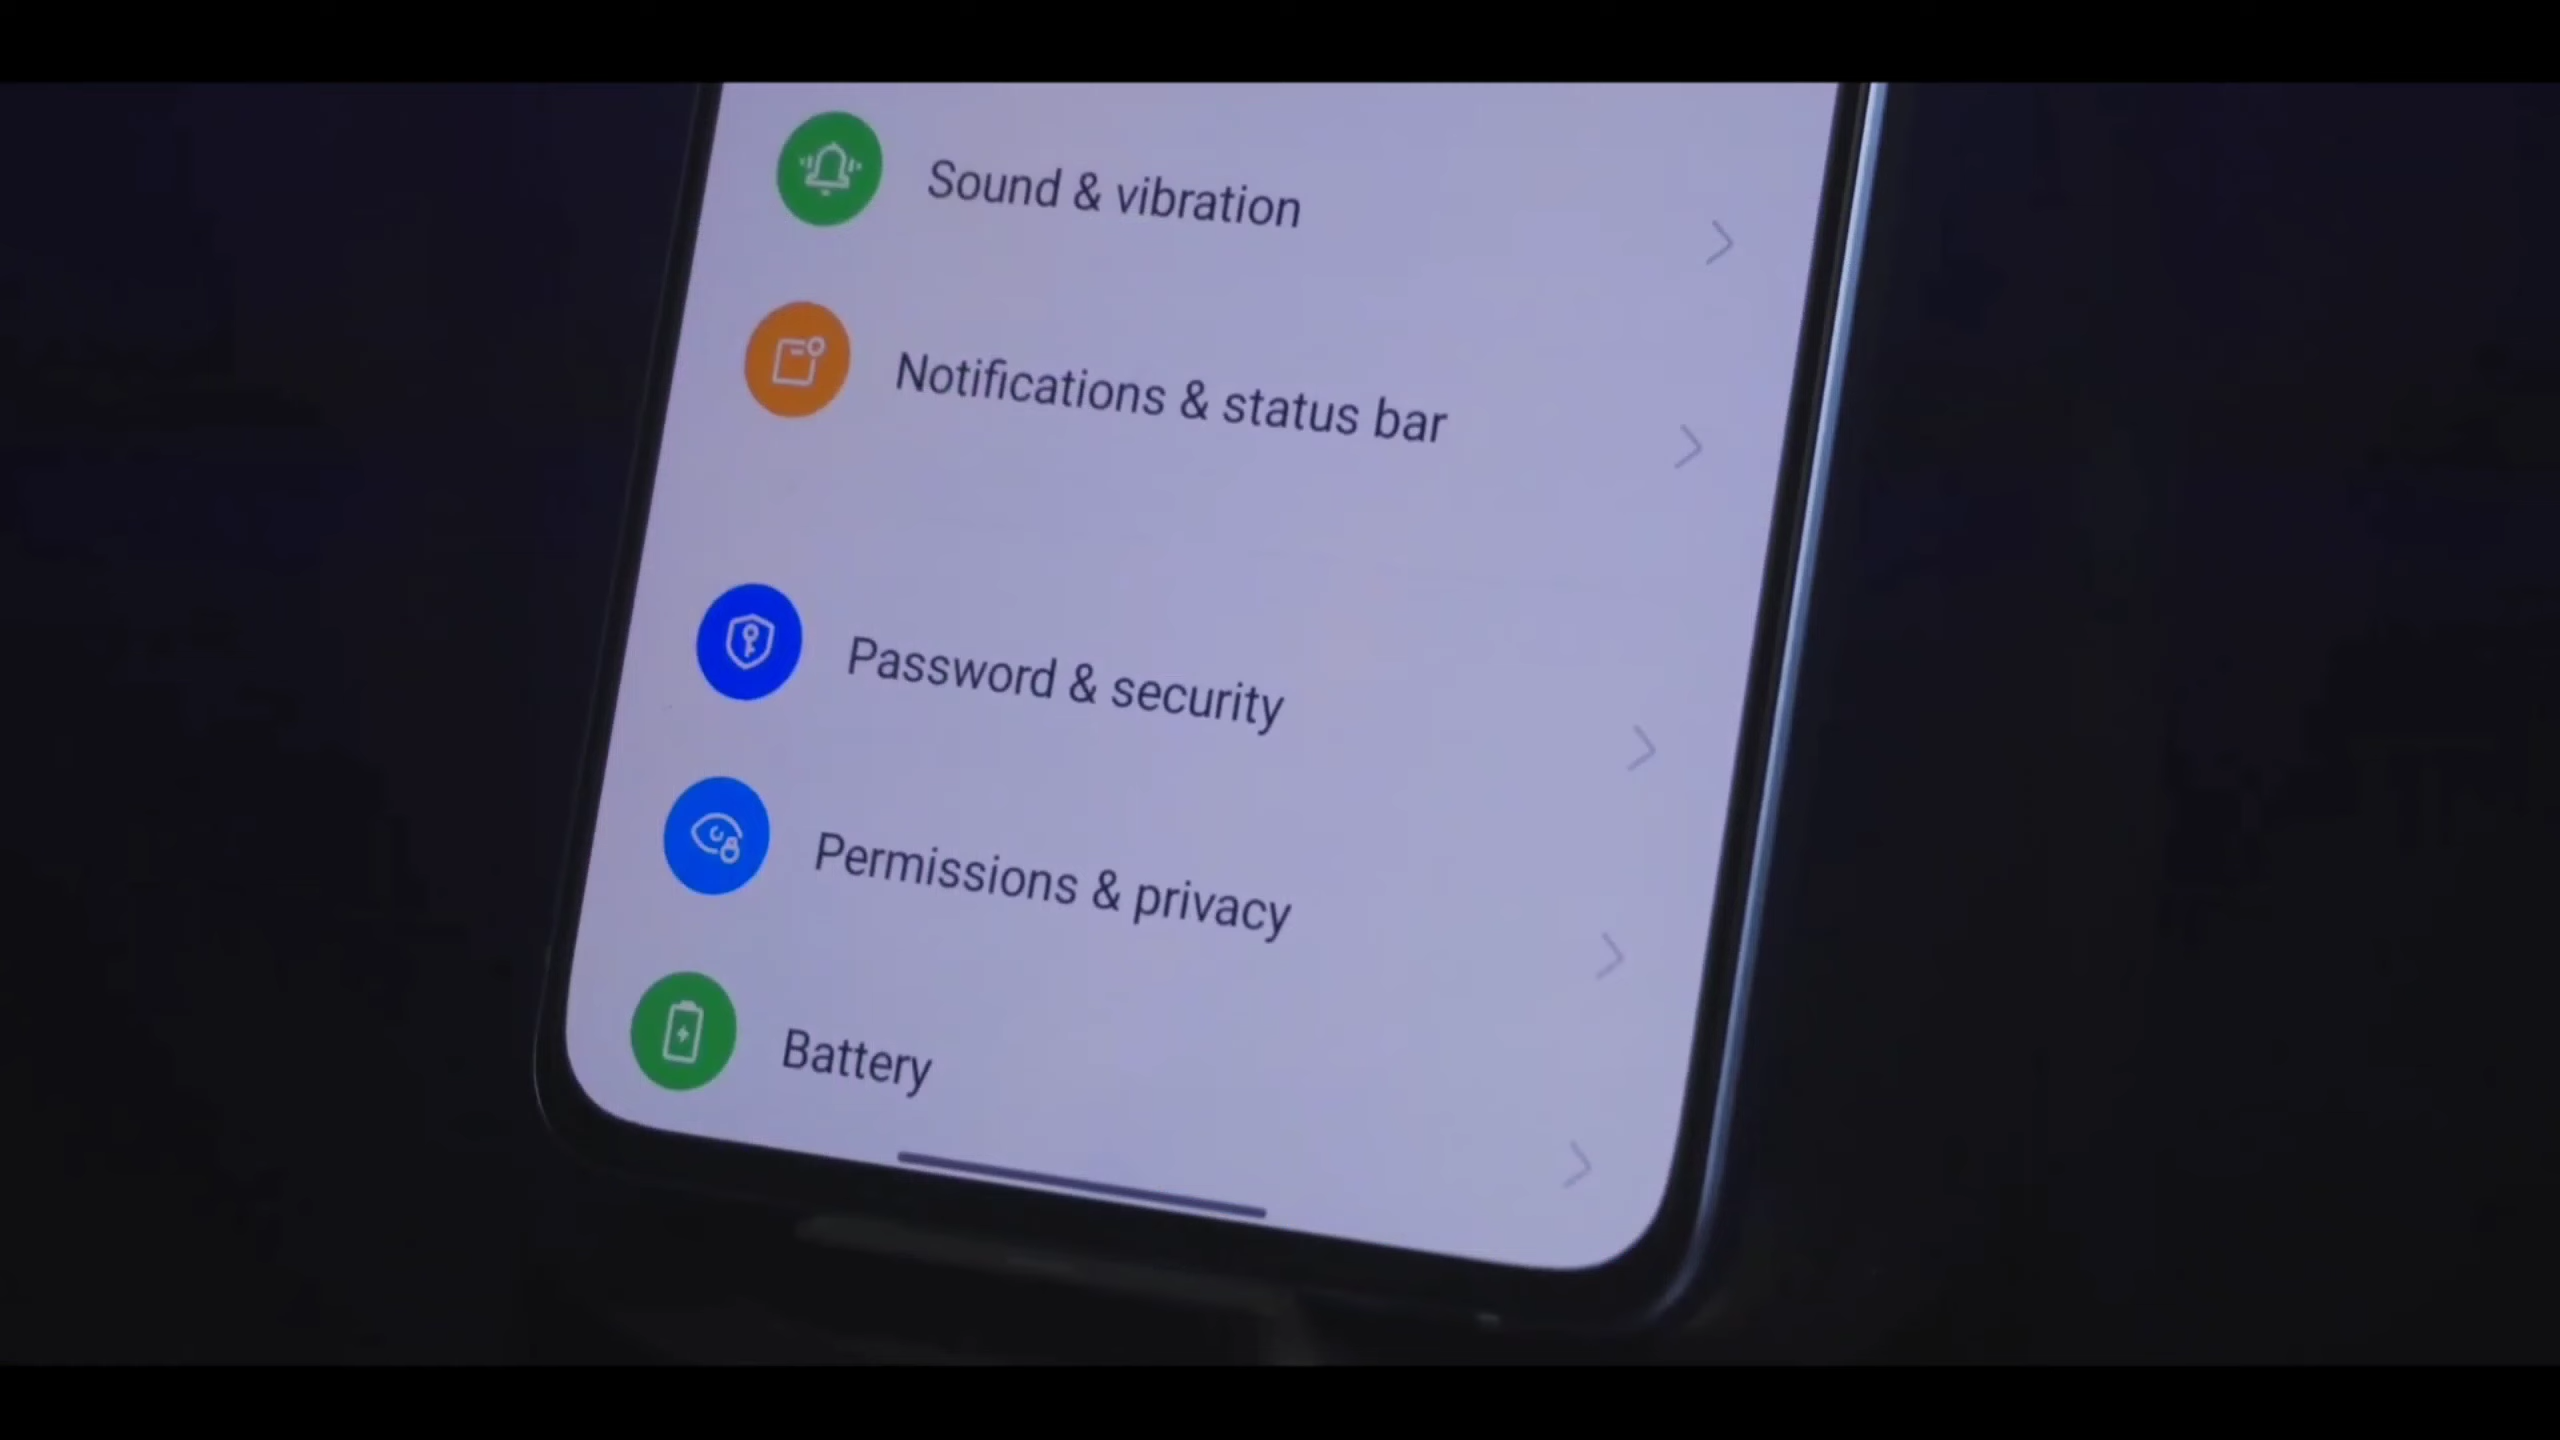 Sound & vibration
Notifications & status bar
Password & security
Permissions & privacy
Battery